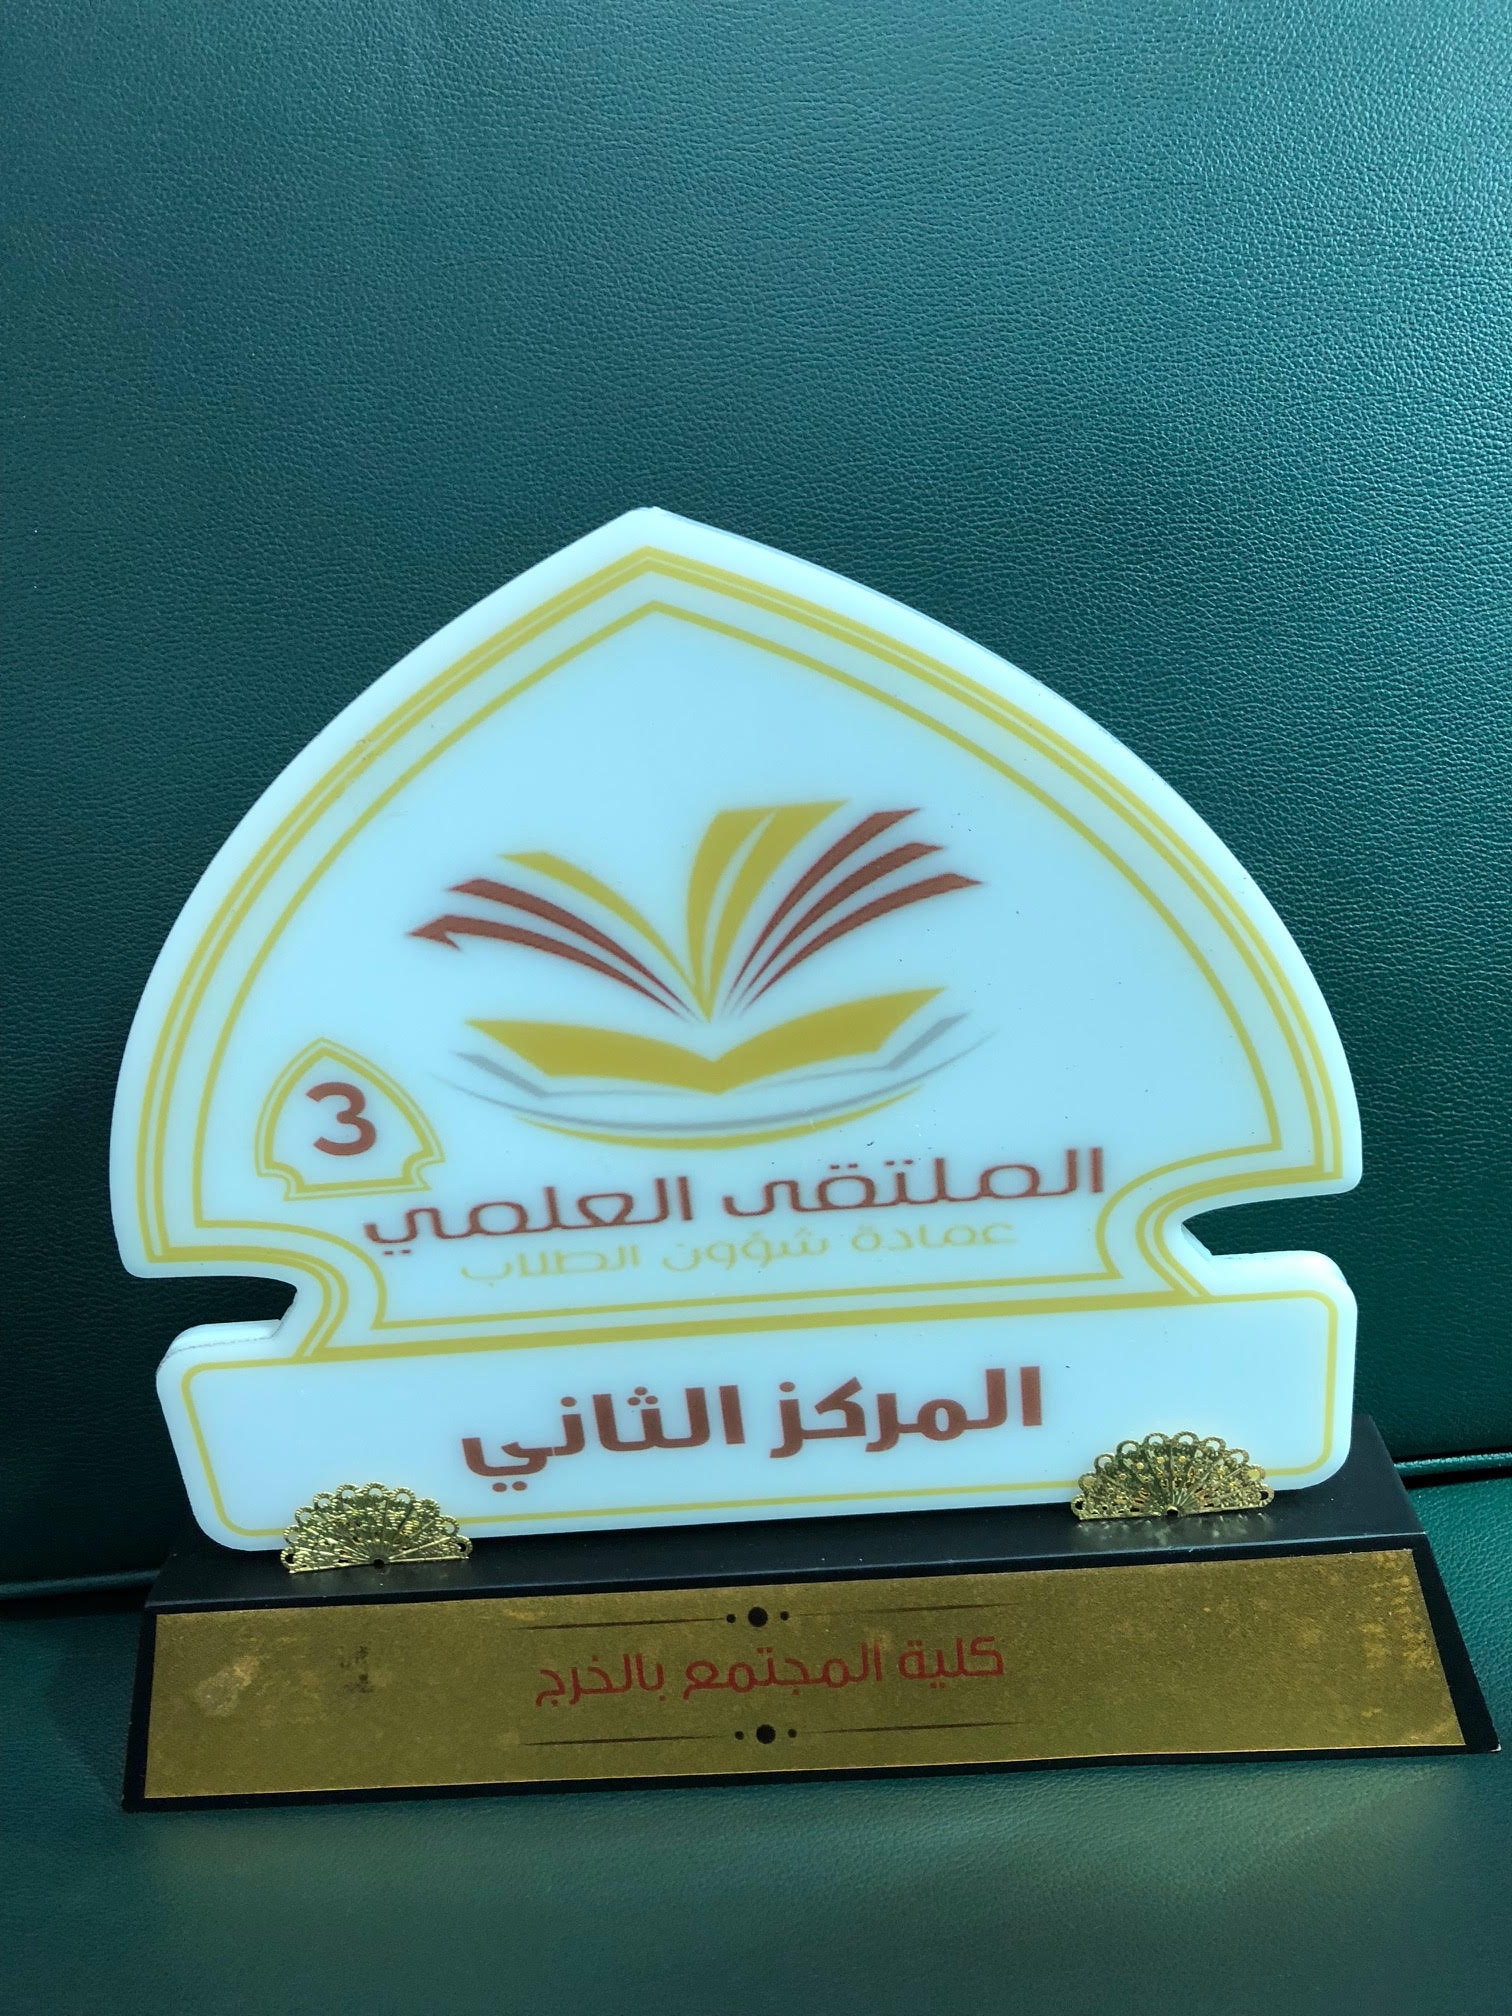 3
الملتقى العلمي
عمادة شؤون الطلاب
المركز الثاني
كلية المجتمع بالخرج